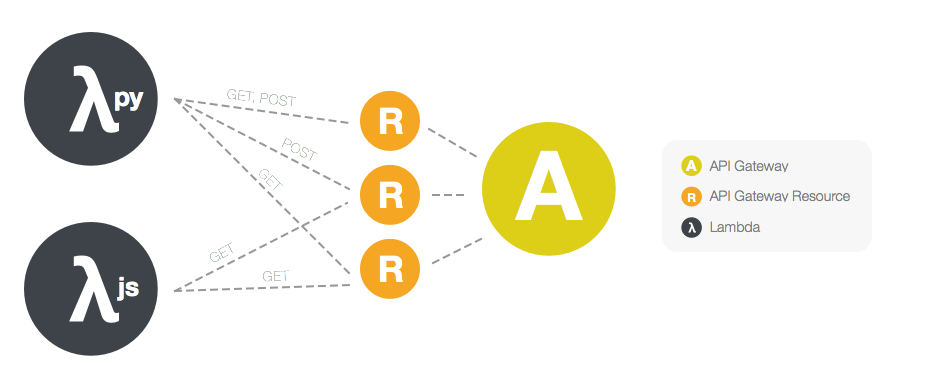 λpy
GET, POST
POST
GET
R
R
R
A
λjs
GET
GET
A API Gateway
R API Gateway Resource
λ Lambda